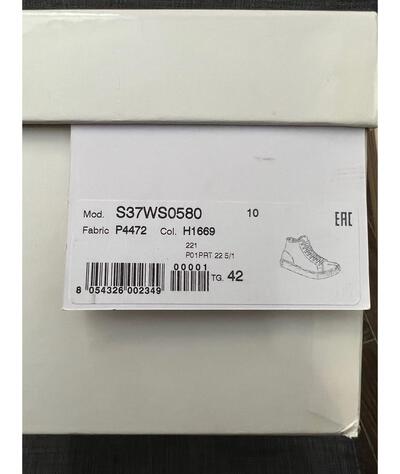 Mod. S37WS0580 10
Fabric P4472 Col. H1669
EAC
221
P01PRT 22 5/1
00001
TG. 42
8 054326 002349